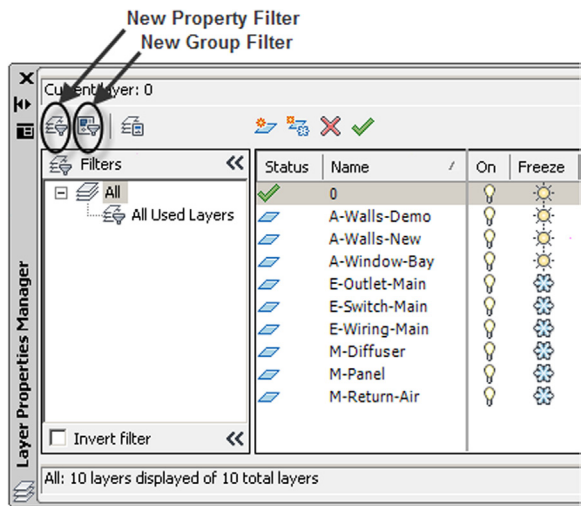 New Property Filter
New Group Filter
Current layer: 0
Filters
All
All Used Layers
Invert filter
Status Name / On Freeze
0
A-Walls-Demo
A-Walls-New
A-Window-Bay
E-Outlet-Main
E-Switch-Main
E-Wiring-Main
M-Diffuser
M-Panel
M-Return-Air
All: 10 layers displayed of 10 total layers
Layer Properties Manager